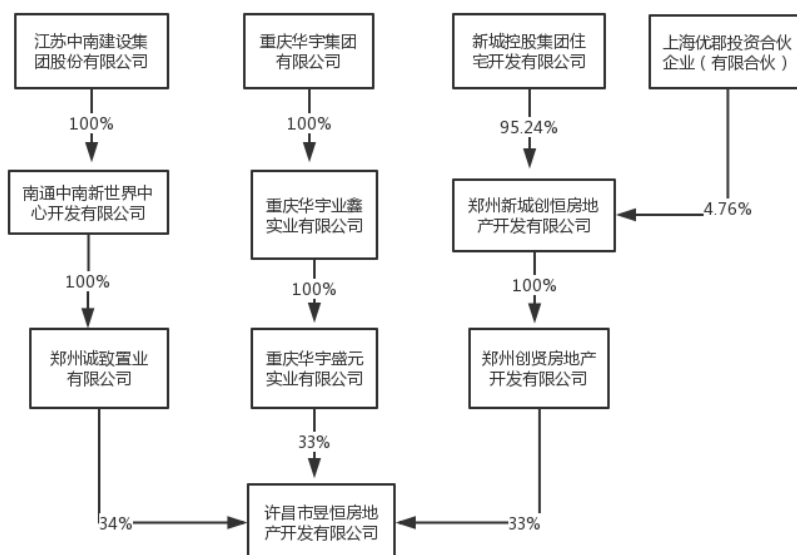 江苏中南建设集
团股份有限公司
重庆华宇集团
有限公司
新城控股集团住
宅开发有限公司
上海优郡投资合伙
企业（有限合伙）
100%
100%
95.24%
南通中南新世界中
心开发有限公司
重庆华宇业鑫
实业有限公司
郑州新城创恒房地
产开发有限公司
4.76%
100%
100%
100%
郑州诚致置业
有限公司
重庆华宇盛元
实业有限公司
郑州创贤房地产
开发有限公司
33%
34%
许昌市昱恒房地
产开发有限公司
33%